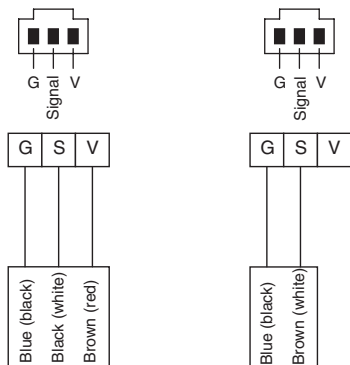 G Signal V
G Signal V
G S V
G S V
Blue (black)
Black (white)
Brown (red)
Blue (black)
Brown (white)